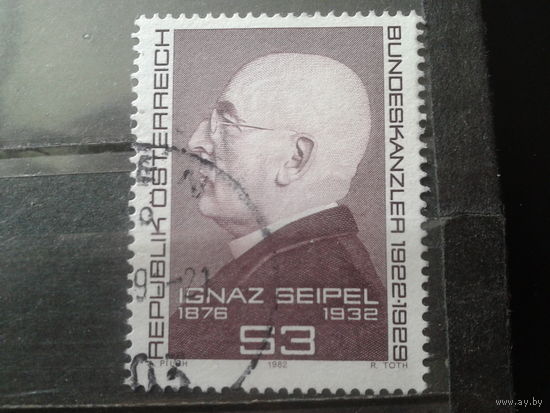 REPUBLIK ÖSTERREICH
BUNDESKANZLER 1922-1929
IGNAZ SEIPEL
1876 1932
S3
1982 R. TOTH
www.ay.by